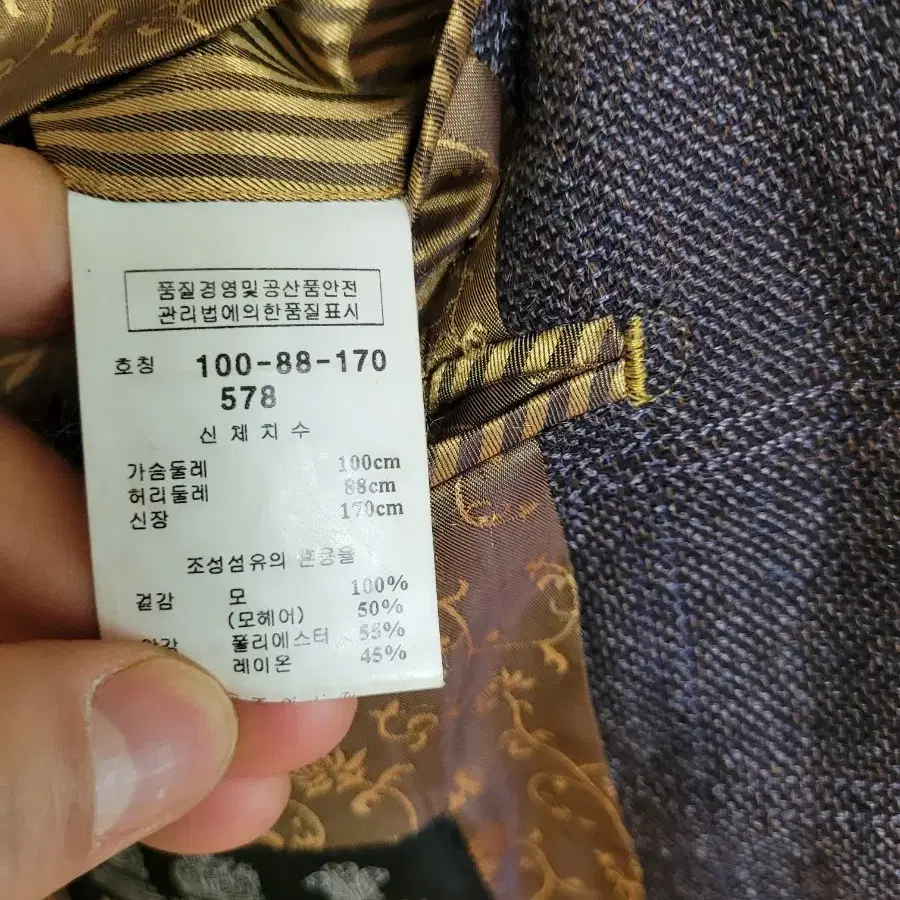 품질경영및공산품안전
관리법에의한품질표시
호칭 100-88-170
578
신체치수
가슴둘레 100cm
허리둘레 88cm
신장 170cm
조성섬유의 혼용율
겉감 모 100%
(모헤어) 50%
안감 폴리에스터 55%
레이온 45%